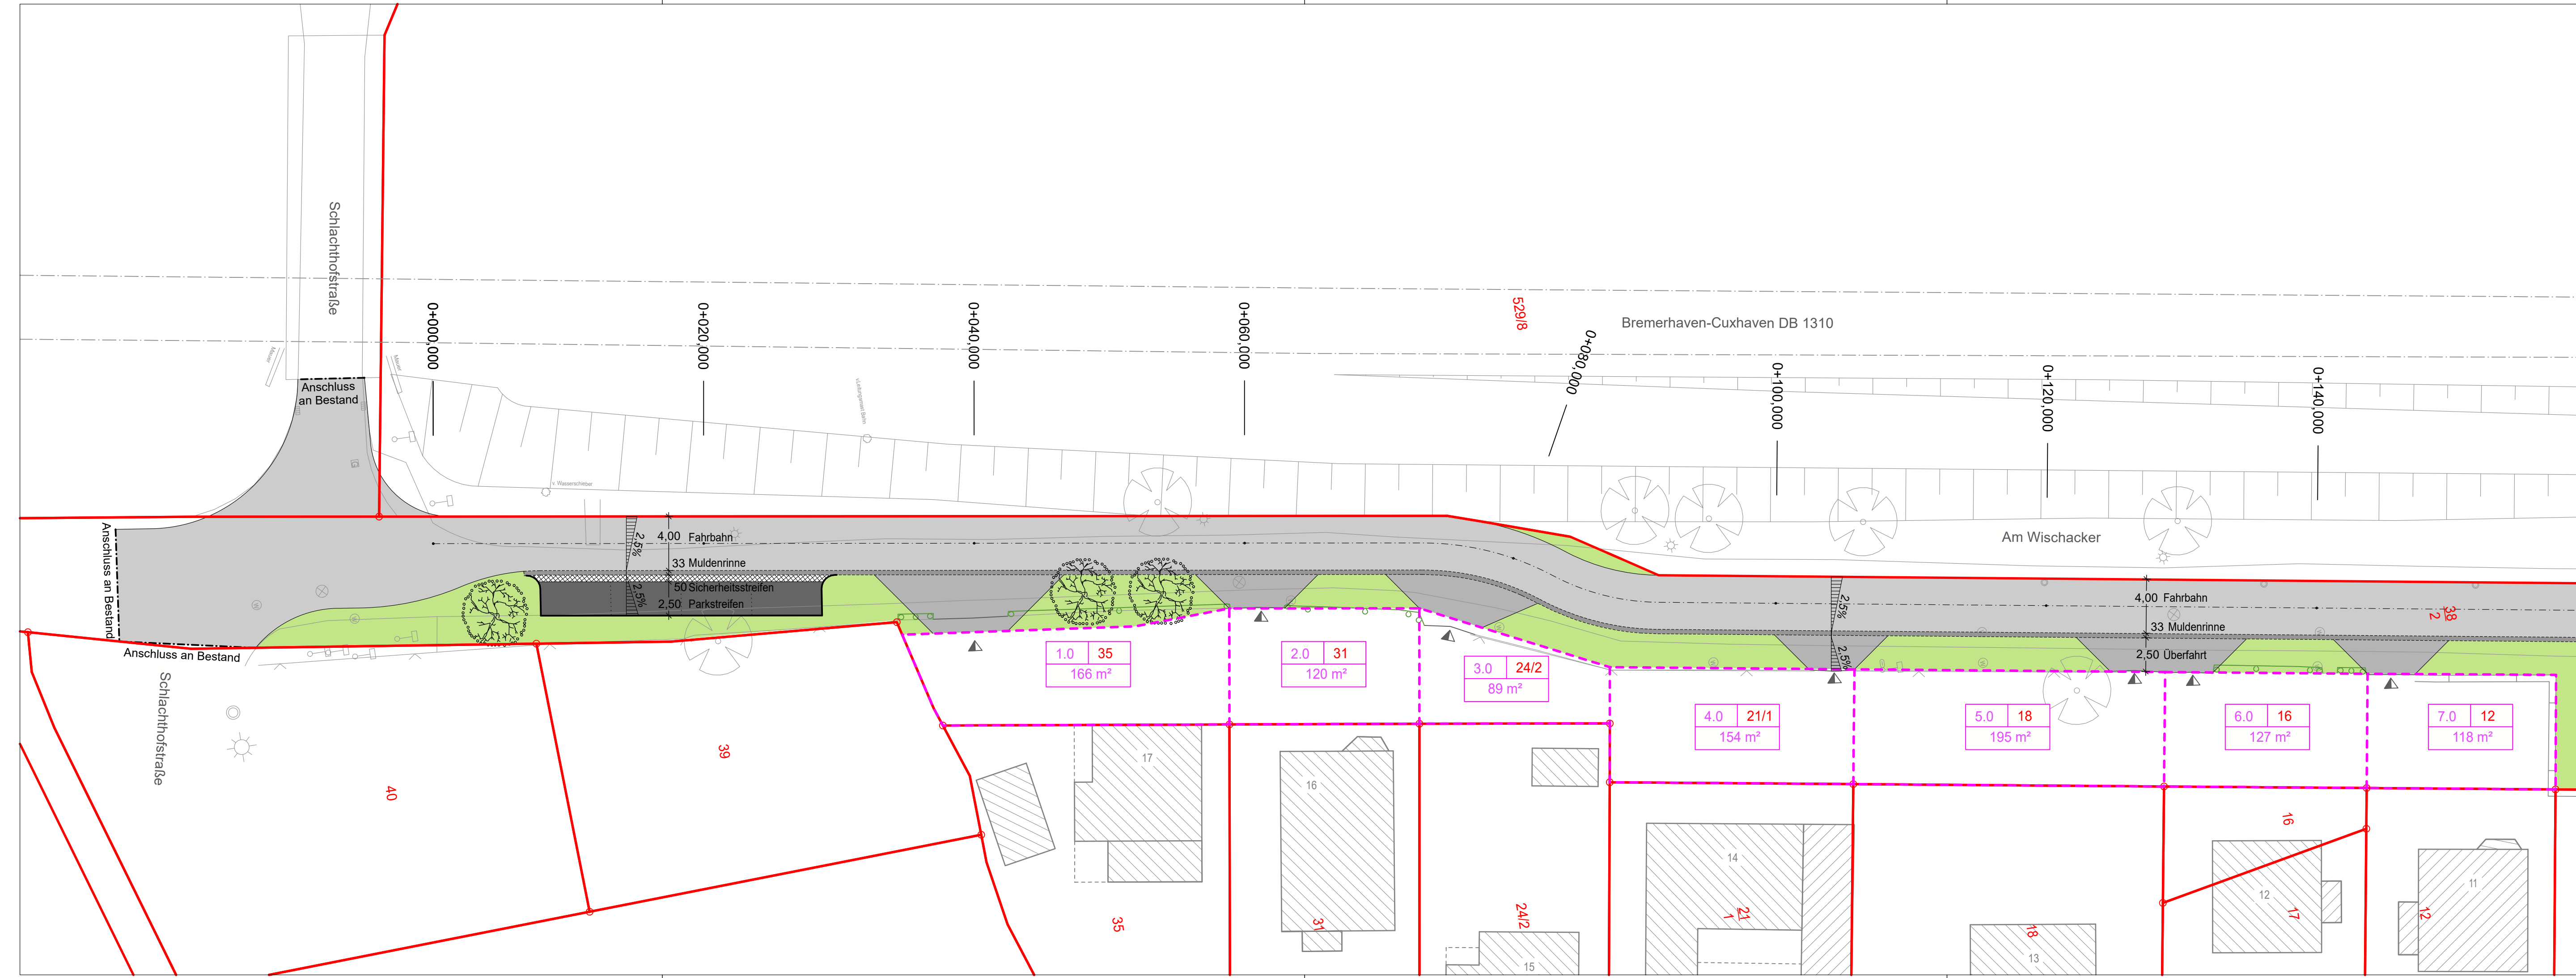 Schlachthofstraße
Bremerhaven-Cuxhaven DB 1310
529/8
0+000,000
0+020,000
0+040,000
0+060,000
0+080,000
0+100,000
0+120,000
0+140,000
Mauer
Mauer
Anschluss
an Bestand
v. Wassererheber
Am Wischacker
Anschluss an Bestand
2,5%
4,00 Fahrbahn
33 Muldenrinne
50 Sicherheitsstreifen
2,5%
2,50 Parkstreifen
2,5%
4,00 Fahrbahn
38
2
33 Muldenrinne
2,5%
2,50 Überfahrt
Anschluss an Bestand
Schlachthofstraße
1.0 35
166 m²
2.0 31
120 m²
3.0 24/2
89 m²
4.0 21/1
154 m²
5.0 18
195 m²
6.0 16
127 m²
7.0 12
118 m²
40
39
17
16
14
16
12
11
35
31
24/2
21
1
18
17
12
15
13